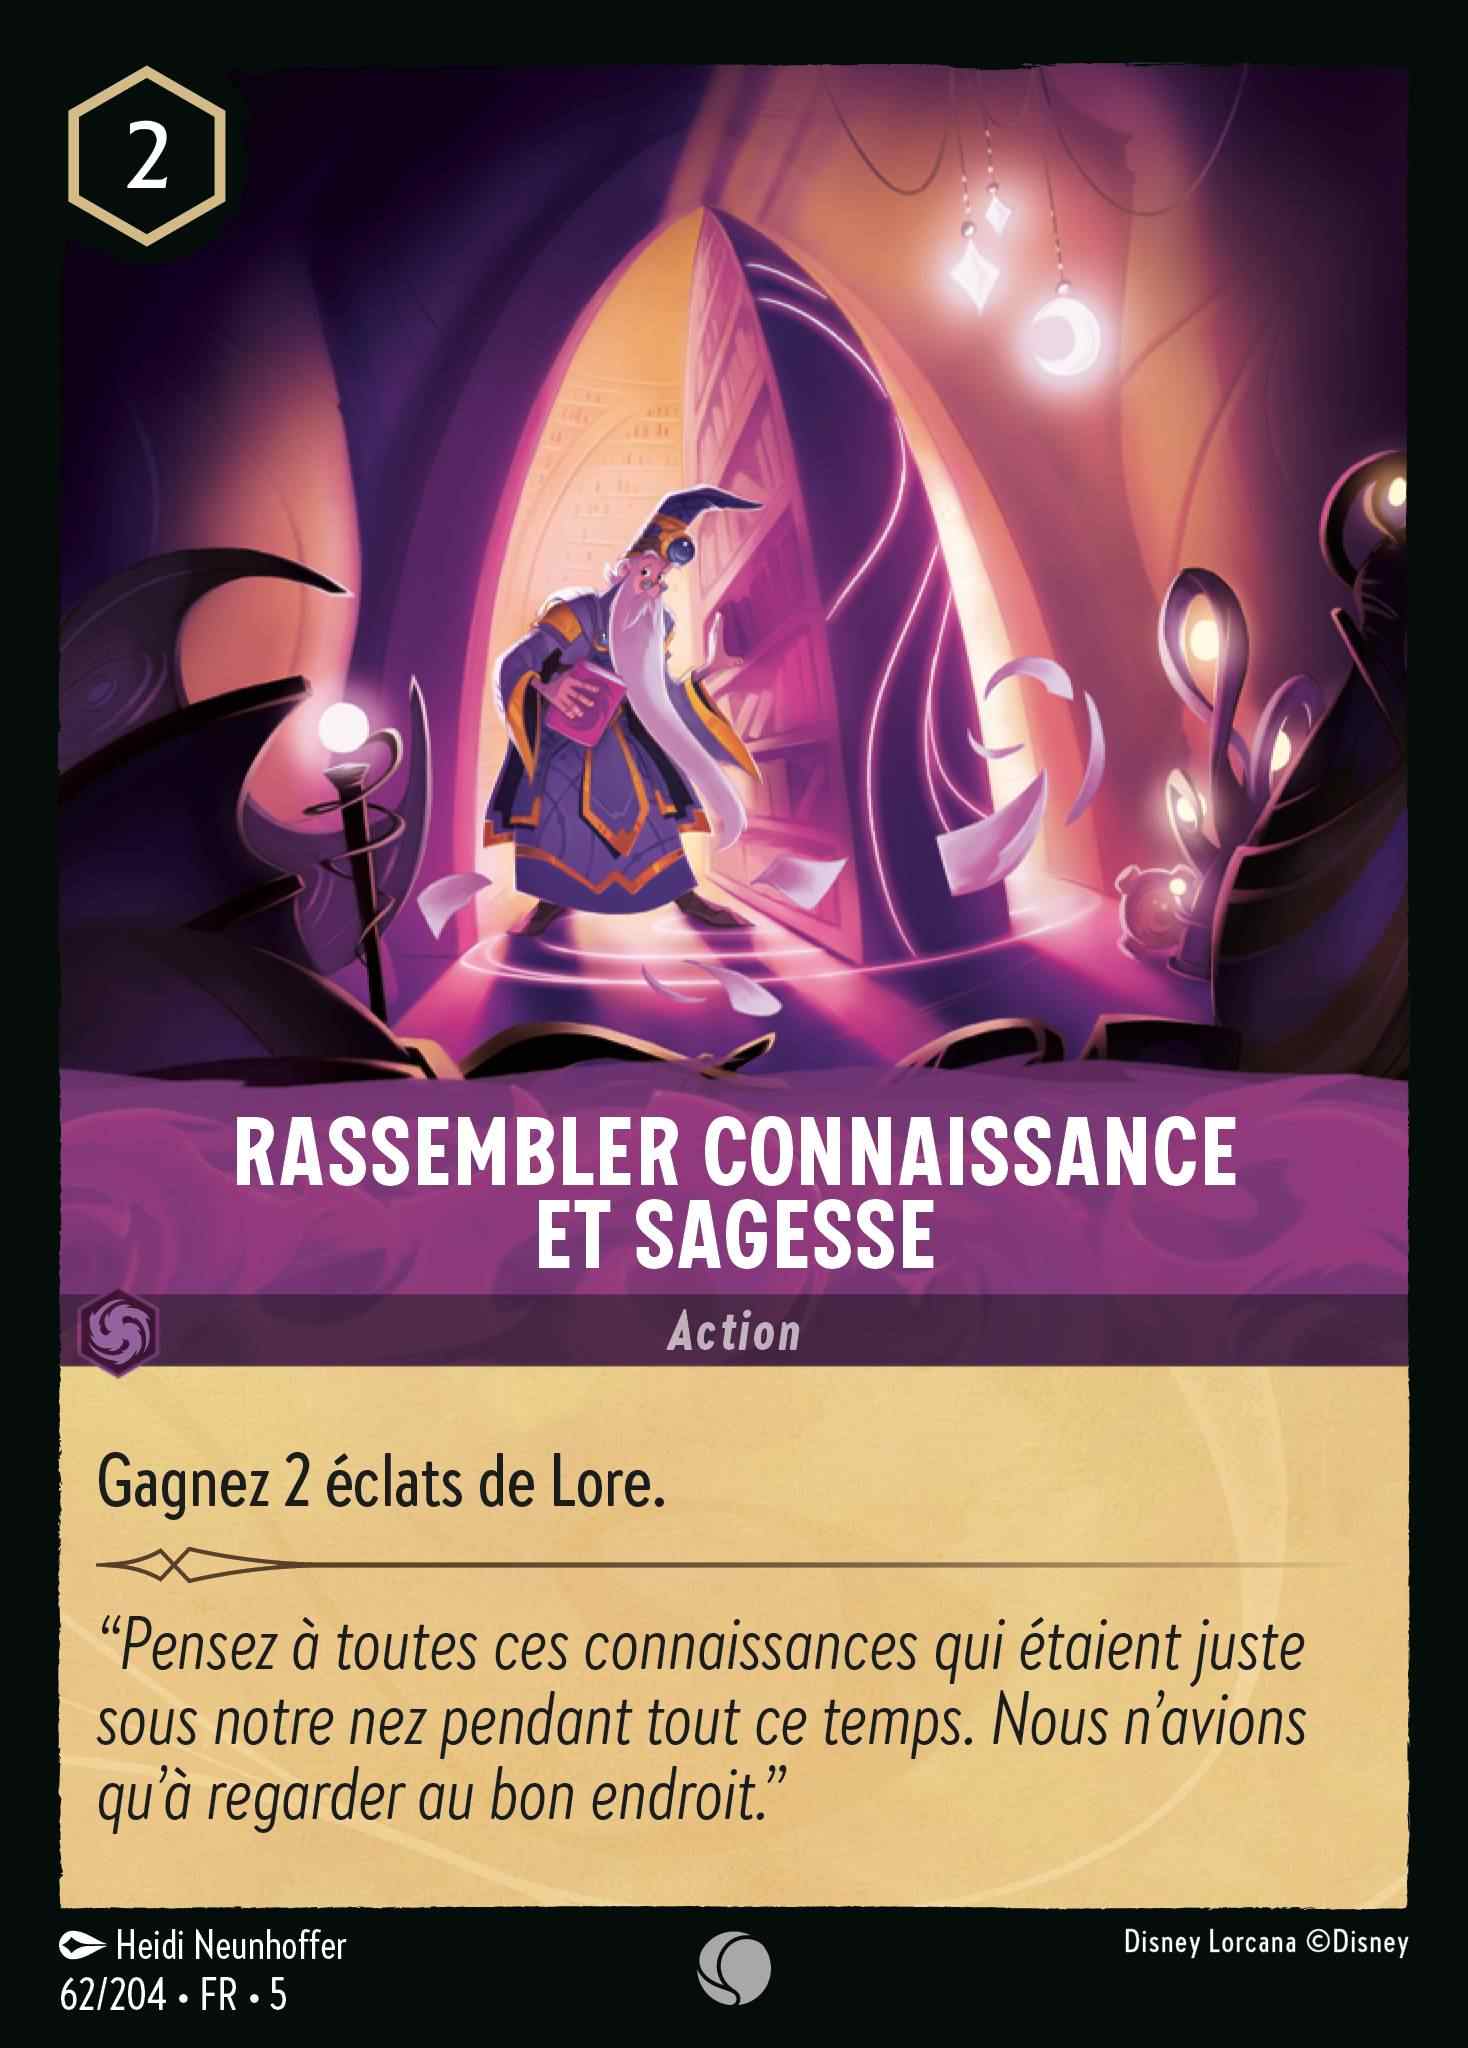 2
RASSEMBLER CONNAISSANCE
ET SAGESSE
Action
Gagnez 2 éclats de Lore.
“Pensez à toutes ces connaissances qui étaient juste
sous notre nez pendant tout ce temps. Nous n’avions
qu’à regarder au bon endroit.”
Heidi Neunhoffer
Disney Lorcana ©Disney
62/204 • FR • 5